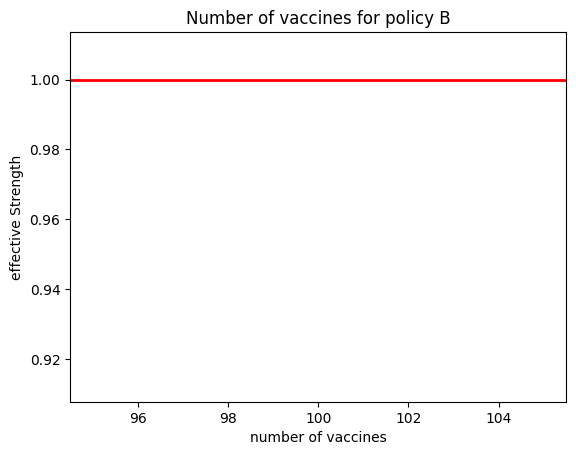 Number of vaccines for policy B
effective Strength
1.00
0.98
0.96
0.94
0.92
96 98 100 102 104
number of vaccines